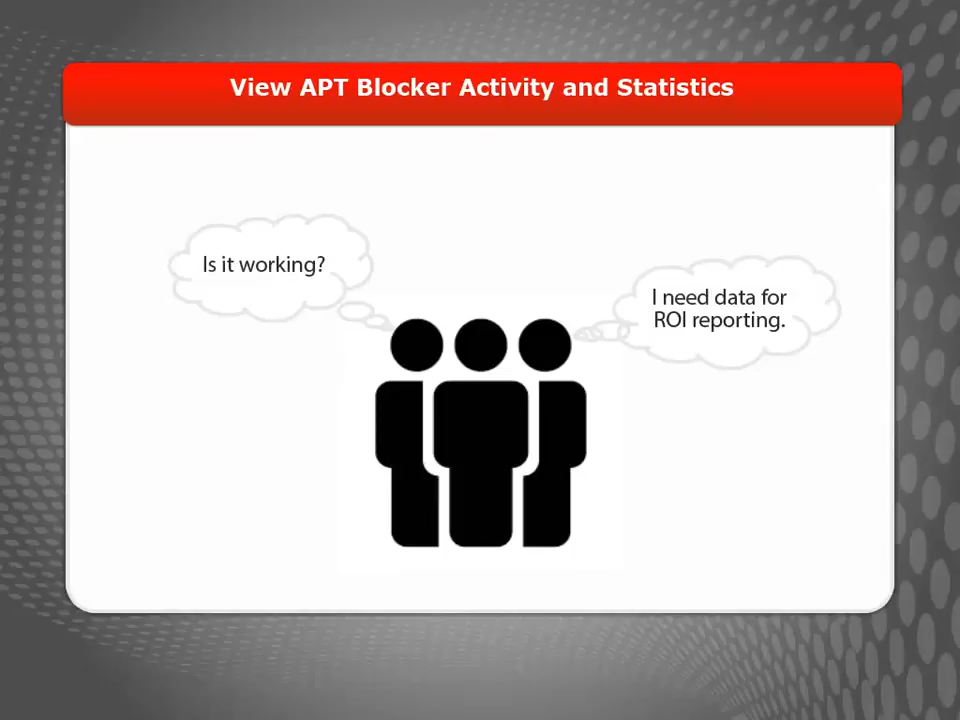 View APT Blocker Activity and Statistics
Is it working?
I need data for
ROI reporting.